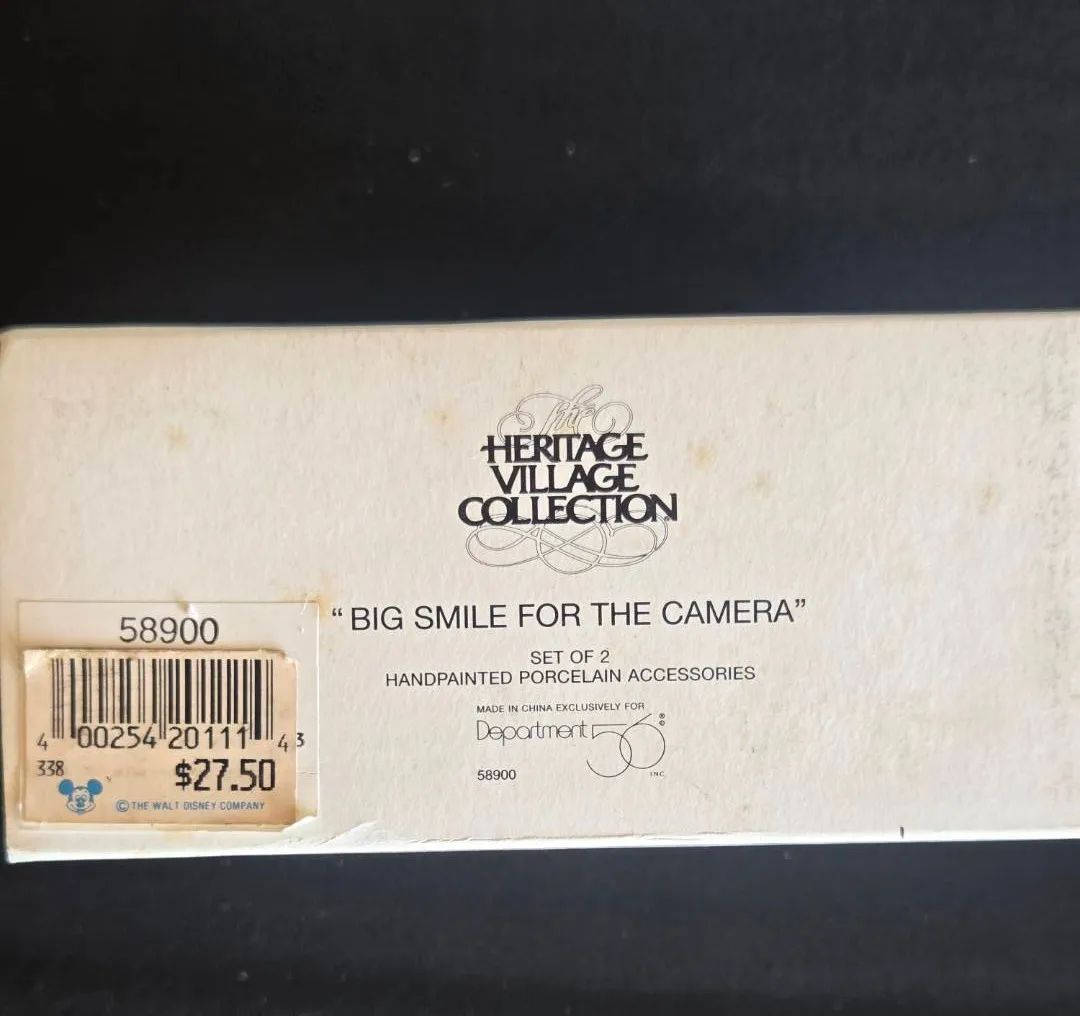 The
HERITAGE
VILLAGE
COLLECTION
"BIG SMILE FOR THE CAMERA"
SET OF 2
HANDPAINTED PORCELAIN ACCESSORIES
MADE IN CHINA EXCLUSIVELY FOR
Department 56®
INC
58900
58900
4 00254 20111 4 3
338
$27.50
© THE WALT DISNEY COMPANY